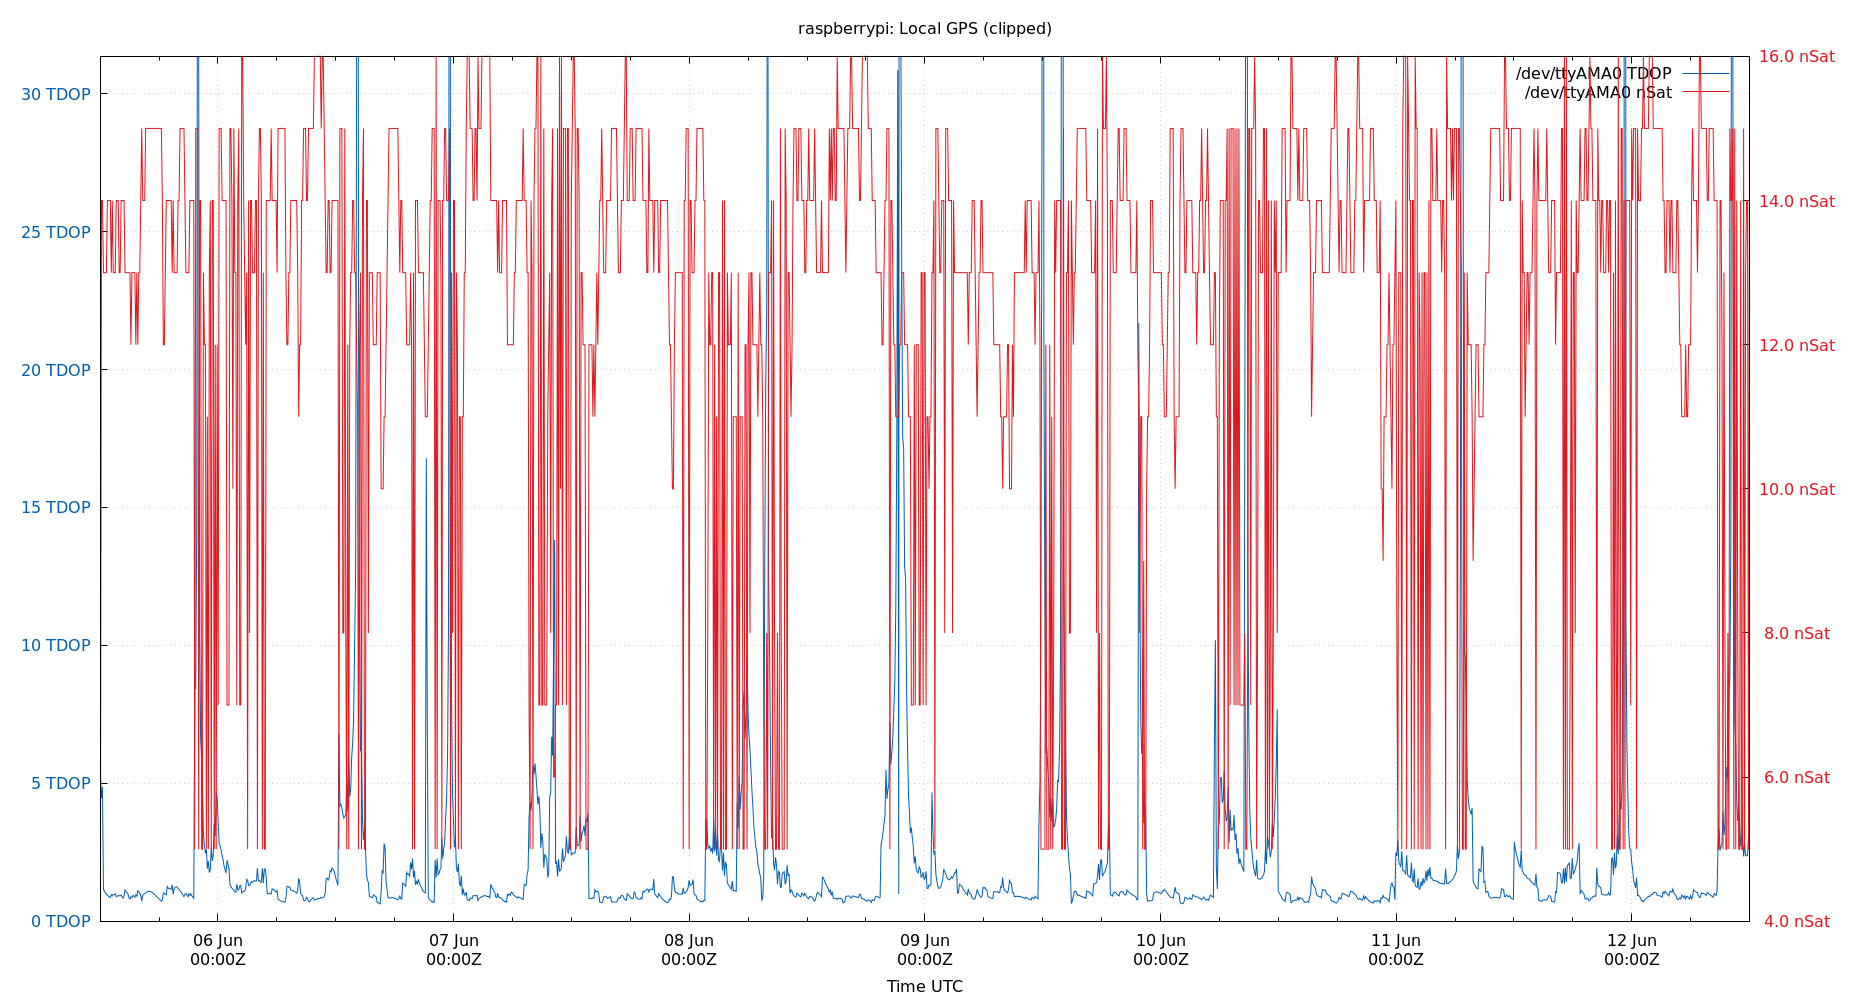 raspberrypi: Local GPS (clipped)
/dev/ttyAMA0 TDOP
/dev/ttyAMA0 nSat
30 TDOP
25 TDOP
20 TDOP
15 TDOP
10 TDOP
5 TDOP
0 TDOP
16.0 nSat
14.0 nSat
12.0 nSat
10.0 nSat
8.0 nSat
6.0 nSat
4.0 nSat
06 Jun
00:00Z
07 Jun
00:00Z
08 Jun
00:00Z
09 Jun
00:00Z
10 Jun
00:00Z
11 Jun
00:00Z
12 Jun
00:00Z
Time UTC